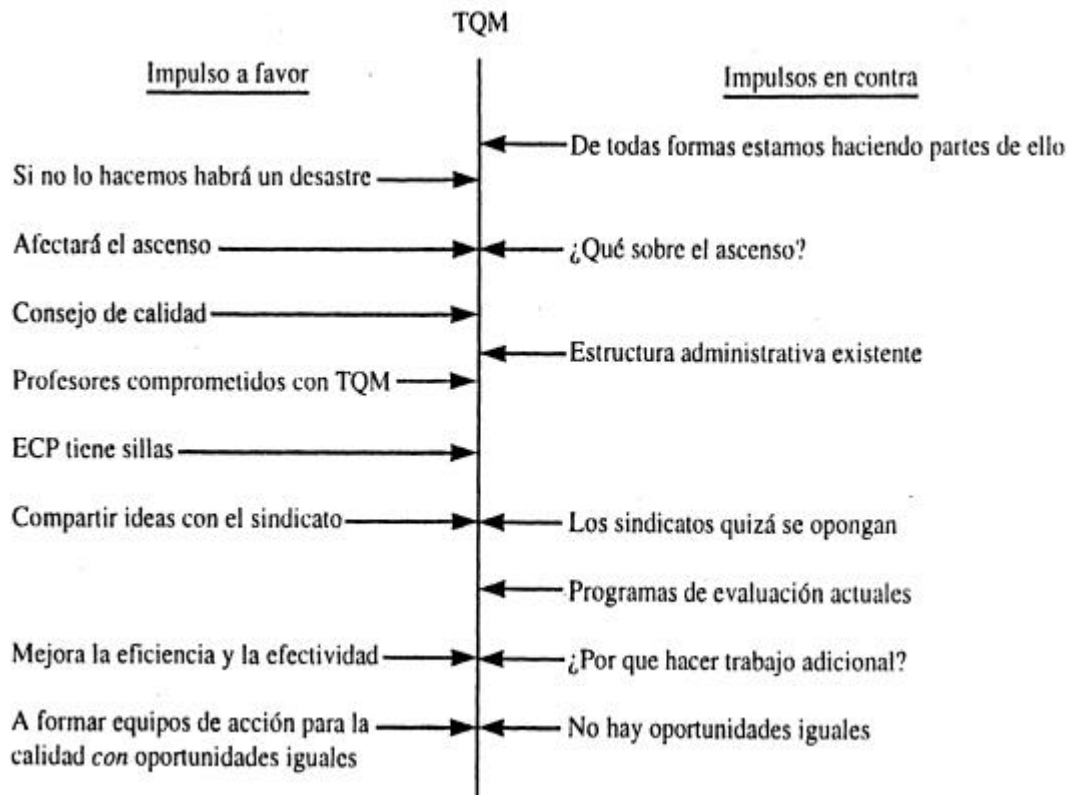 TQM
Impulso a favor
Impulsos en contra
De todas formas estamos haciendo partes de ello
Si no lo hacemos habrá un desastre
Afectará el ascenso
¿Qué sobre el ascenso?
Consejo de calidad
Estructura administrativa existente
Profesores comprometidos con TQM
ECP tiene sillas
Compartir ideas con el sindicato
Los sindicatos quizá se opongan
Programas de evaluación actuales
Mejora la eficiencia y la efectividad
¿Por que hacer trabajo adicional?
A formar equipos de acción para la
calidad con oportunidades iguales
No hay oportunidades iguales